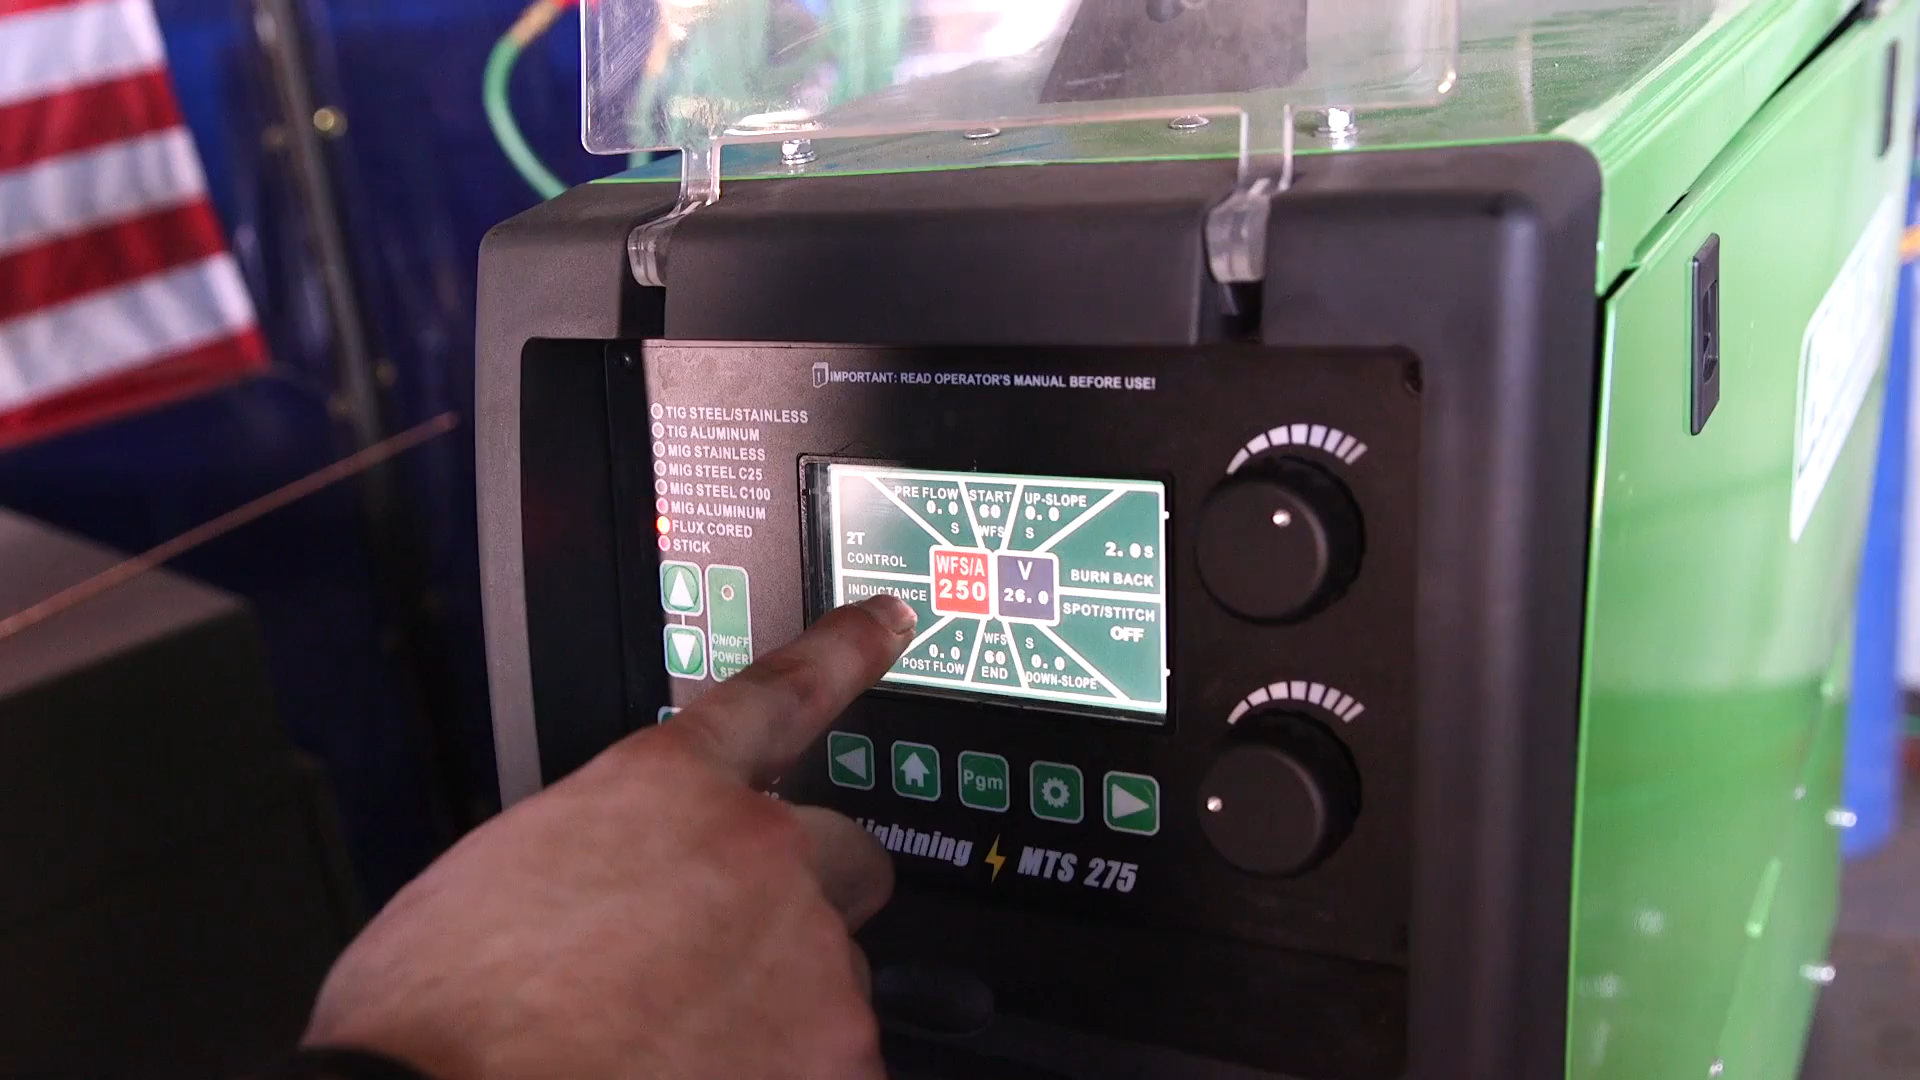 IMPORTANT: READ OPERATOR'S MANUAL BEFORE USE!
TIG STEEL/STAINLESS
TIG ALUMINUM
MIG STAINLESS
MIG STEEL C25
MIG STEEL C100
MIG ALUMINUM
FLUX CORED
STICK
ON/OFF
POWER
PRE FLOW
0.0
S
START
60
WFS
UP-SLOPE
0.0
S
2T
CONTROL
WFS/A
250
V
26.0
2.0S
BURN BACK
INDUCTANCE
SPOT/STITCH
OFF
S
0.0
POST FLOW
WFS
60
END
S
0.0
DOWN-SLOPE
Pgm
Lightning MTS 275